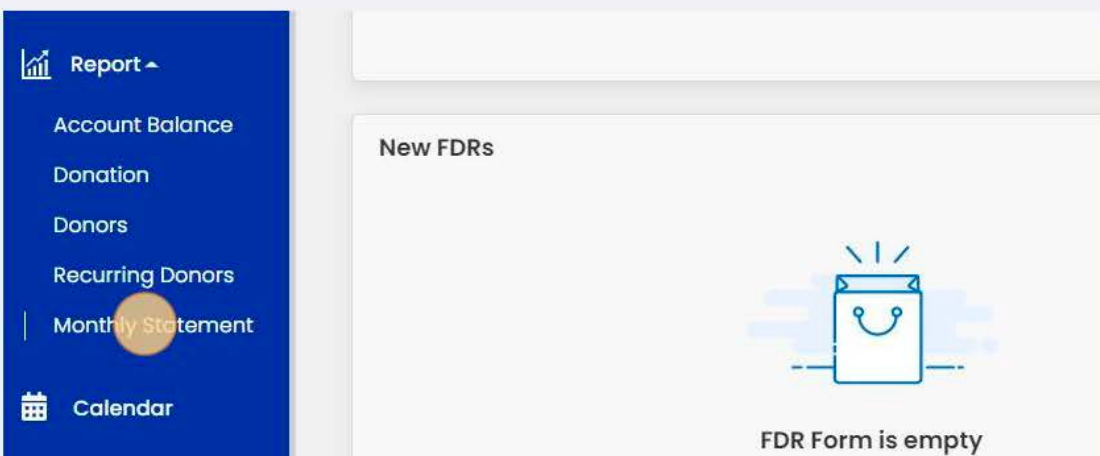 Report
Account Balance
Donation
Donors
Recurring Donors
Monthly Statement
Calendar
New FDRs
FDR Form is empty